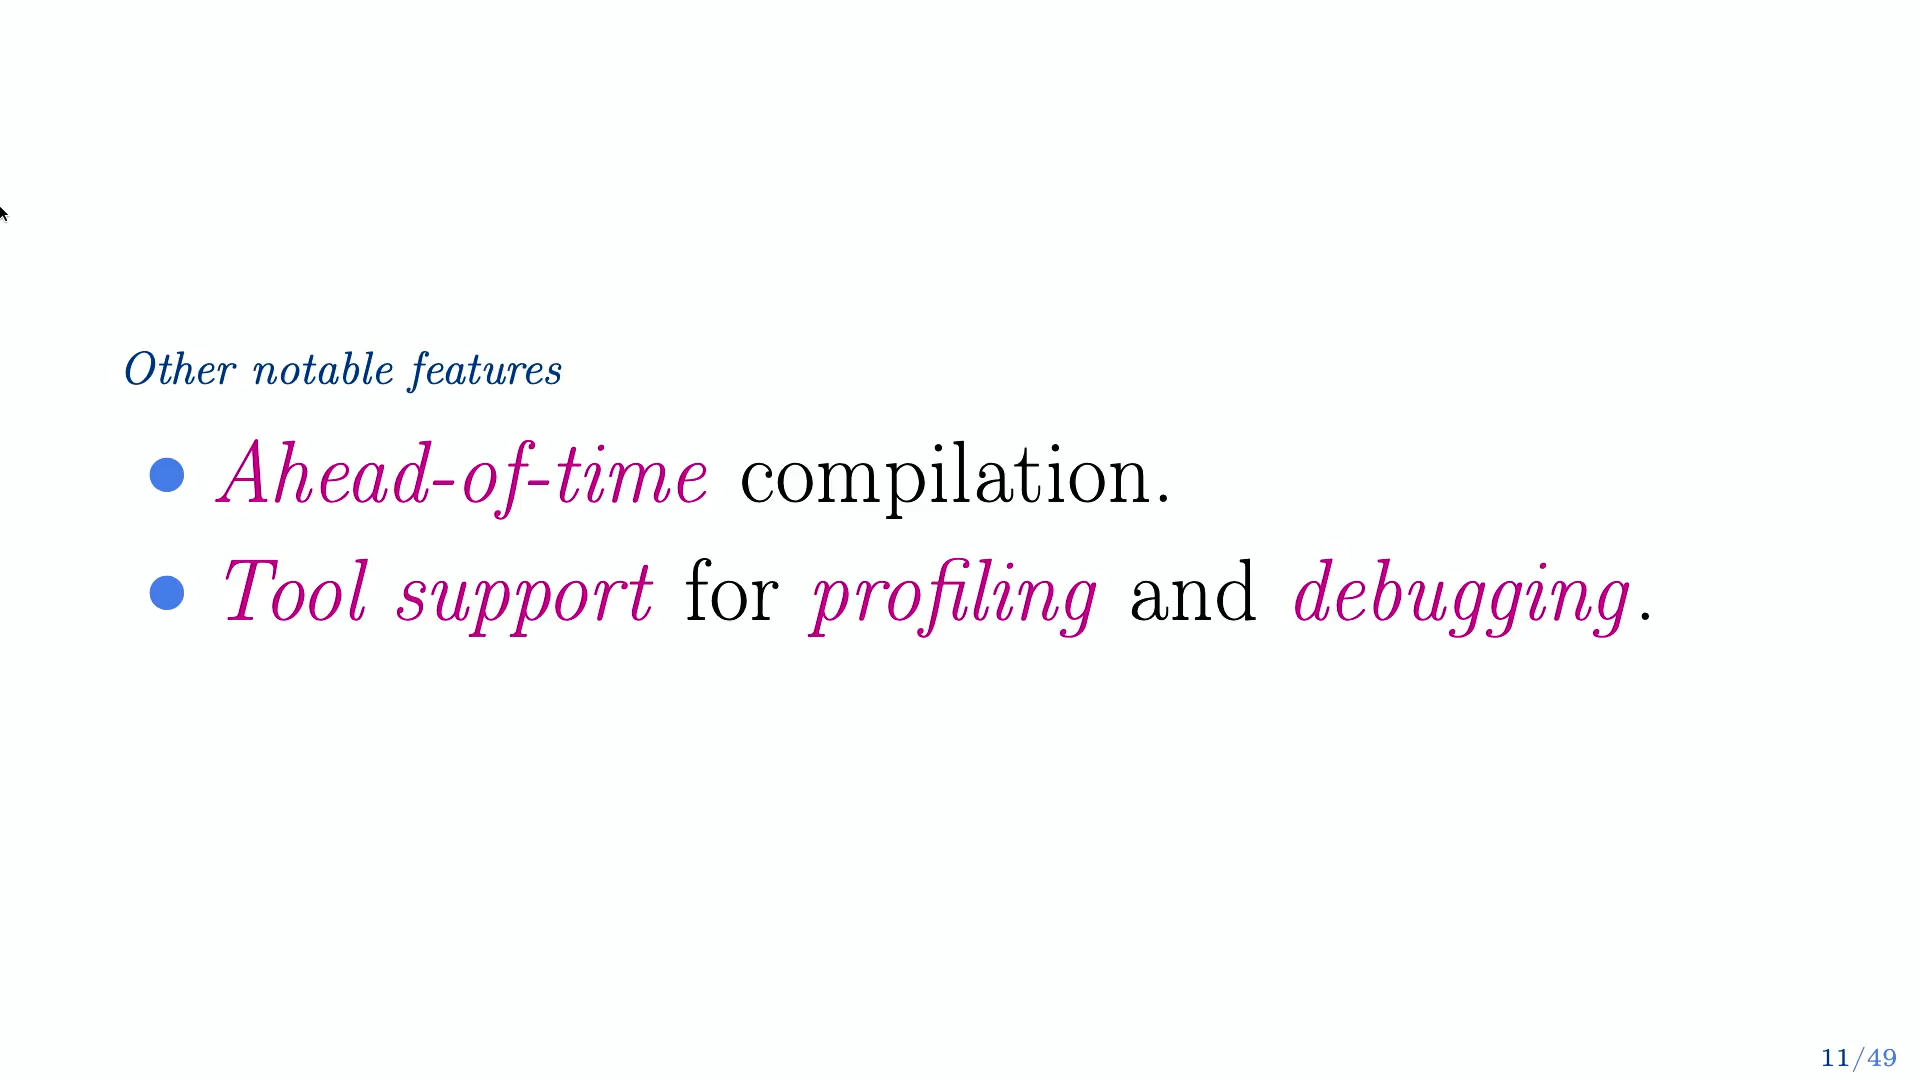 Other notable features
● Ahead-of-time compilation.
● Tool support for profiling and debugging.
11/49